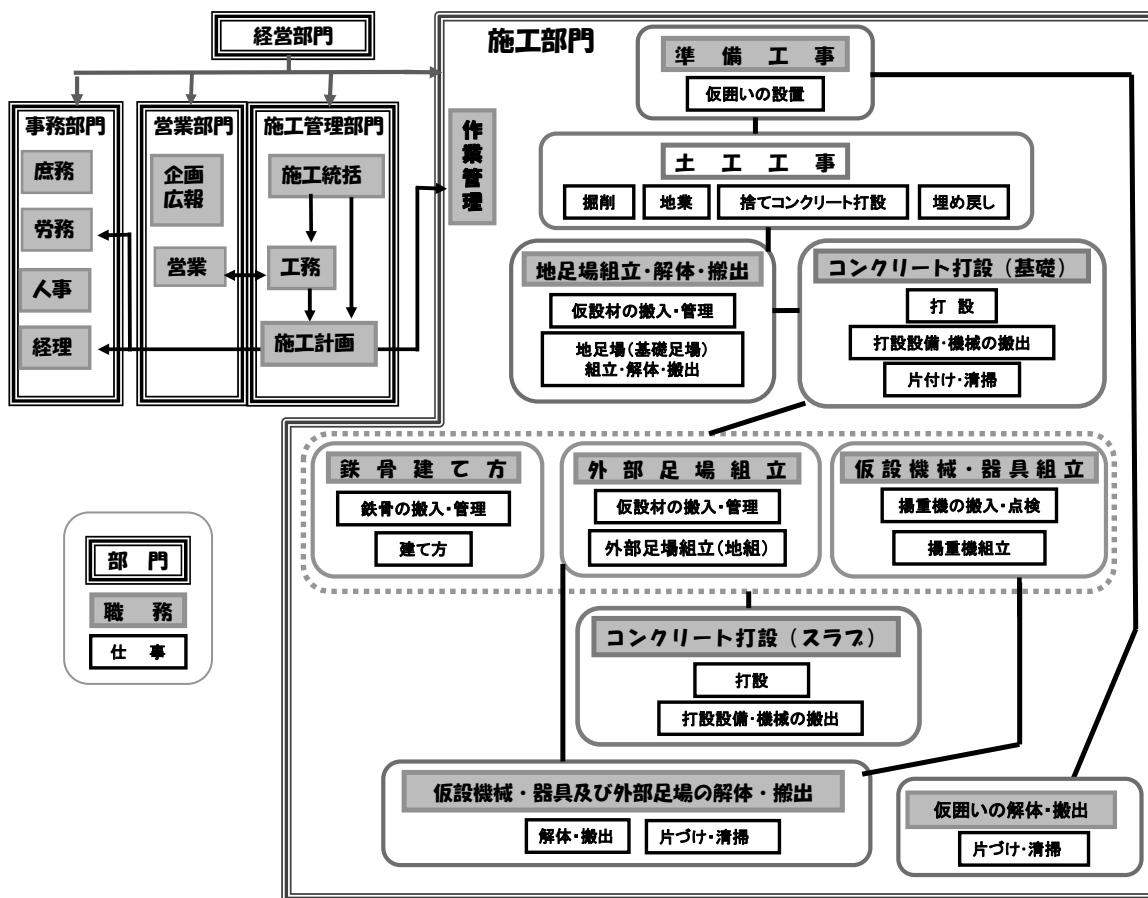 経営部門
事務部門
庶務
労務
人事
経理
営業部門
企画
広報
営業
施工管理部門
施工統括
工務
施工計画
施工部門
作業管理
準備工事
仮囲いの設置
土工工事
掘削
地業
捨てコンクリート打設
埋め戻し
地足場組立・解体・搬出
仮設材の搬入・管理
地足場(基礎足場)
組立・解体・搬出
コンクリート打設(基礎)
打設
打設設備・機械の搬出
片付け・清掃
鉄骨建て方
鉄骨の搬入・管理
建て方
外部足場組立
仮設材の搬入・管理
外部足場組立(地組)
仮設機械・器具組立
揚重機の搬入・点検
揚重機組立
コンクリート打設(スラブ)
打設
打設設備・機械の搬出
仮設機械・器具及び外部足場の解体・搬出
解体・搬出
片づけ・清掃
仮囲いの解体・搬出
片づけ・清掃
部門
職務
仕事